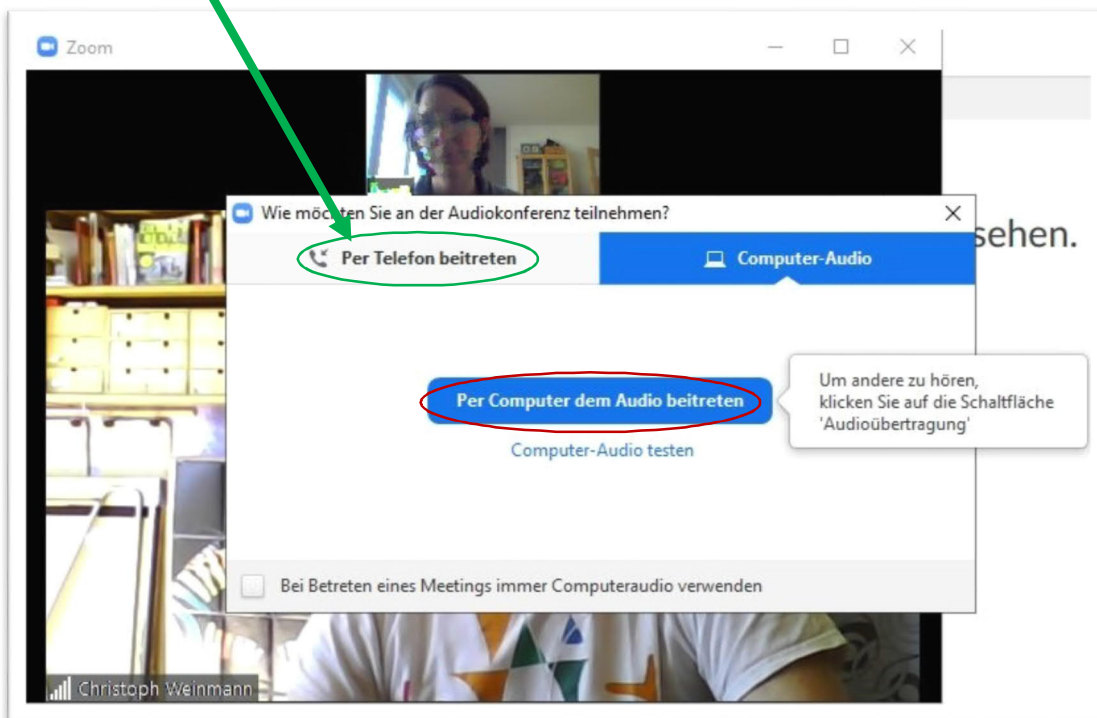 Zoom
Wie möchten Sie an der Audiokonferenz teilnehmen?
sehen.
Per Telefon beitreten
Computer-Audio
Per Computer dem Audio beitreten
Um andere zu hören,
klicken Sie auf die Schaltfläche
'Audioübertragung'
Computer-Audio testen
Bei Betreten eines Meetings immer Computeraudio verwenden
Christoph Weinmann